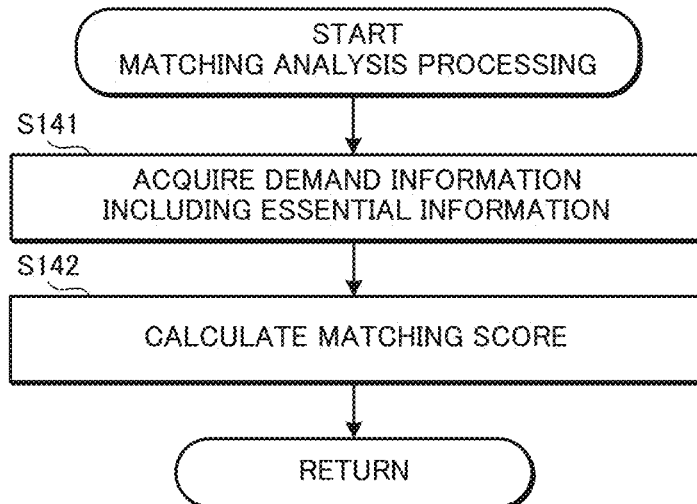 START
MATCHING ANALYSIS PROCESSING
S141
ACQUIRE DEMAND INFORMATION
INCLUDING ESSENTIAL INFORMATION
S142
CALCULATE MATCHING SCORE
RETURN